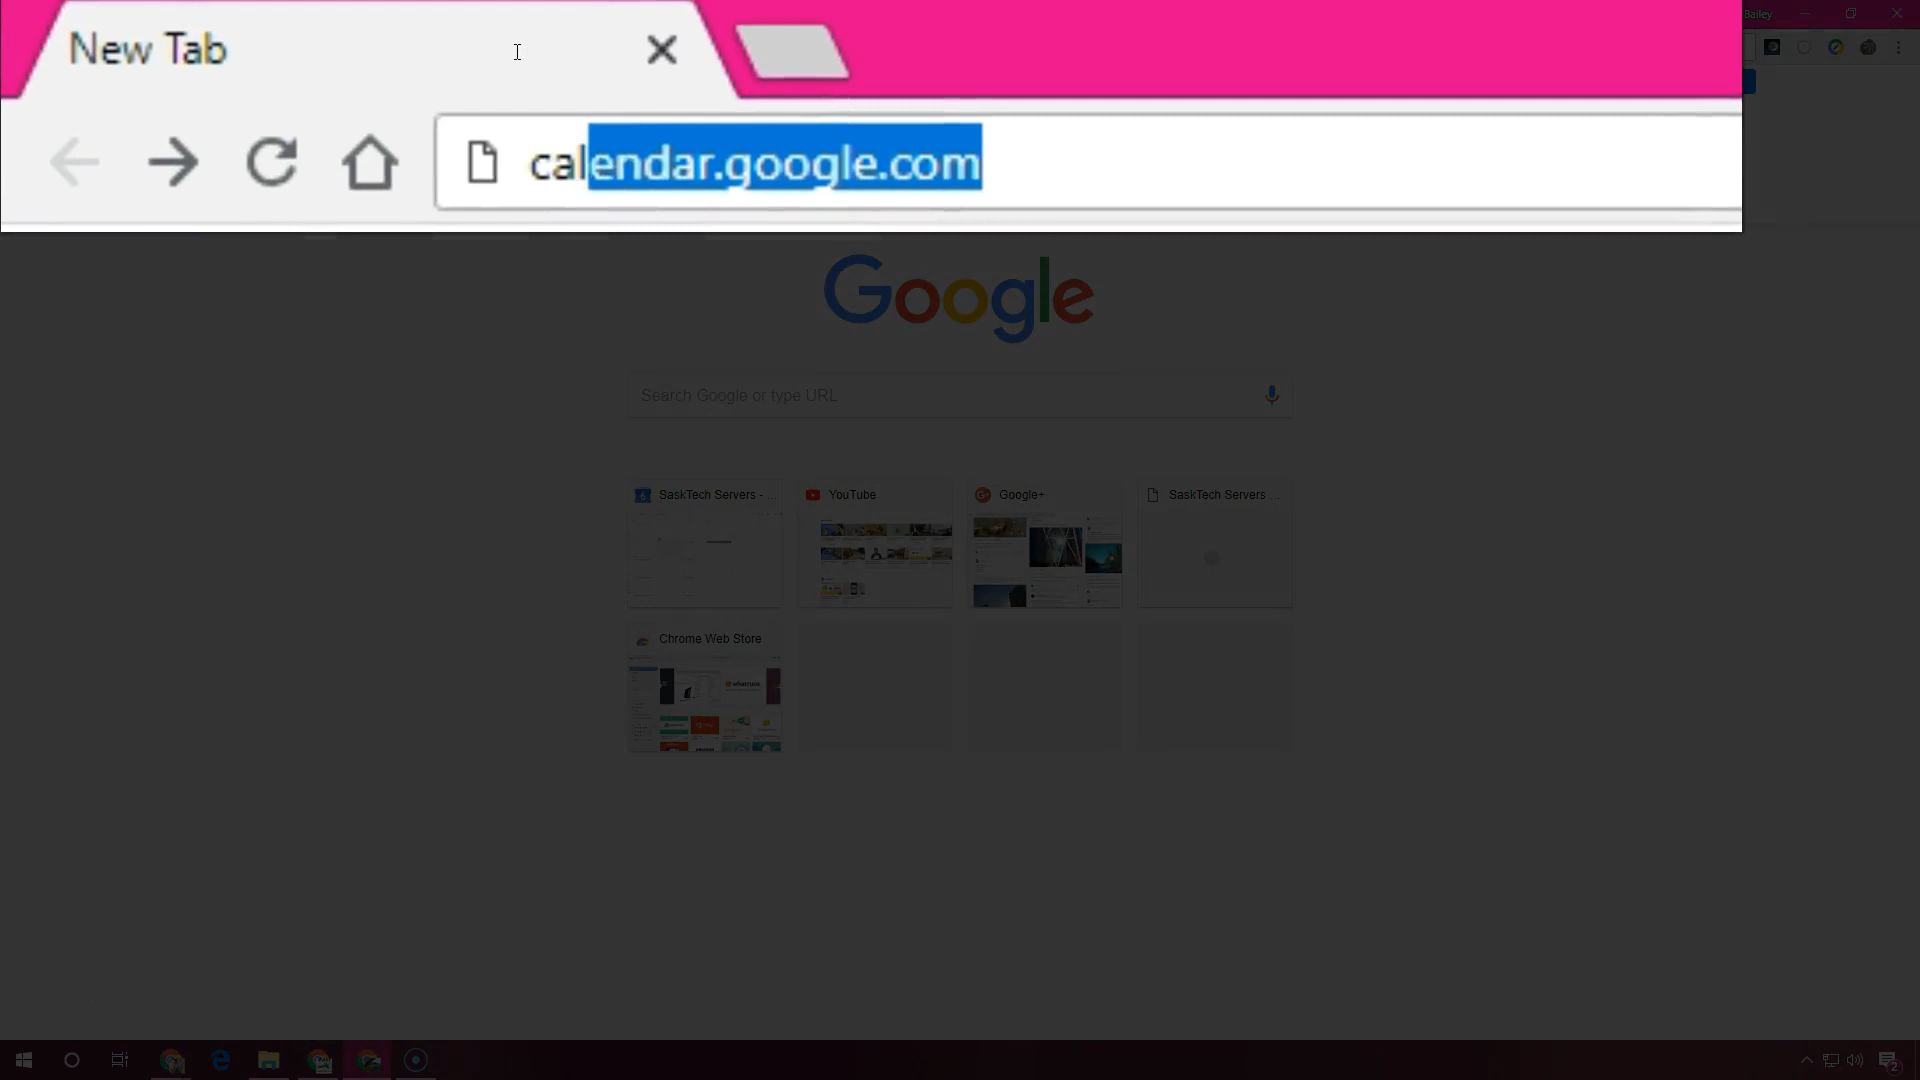 New Tab
Bailey
calendar.google.com
Google
Search Google or type URL
SaskTech Servers - ...
YouTube
Google+
SaskTech Servers ...
Chrome Web Store
2